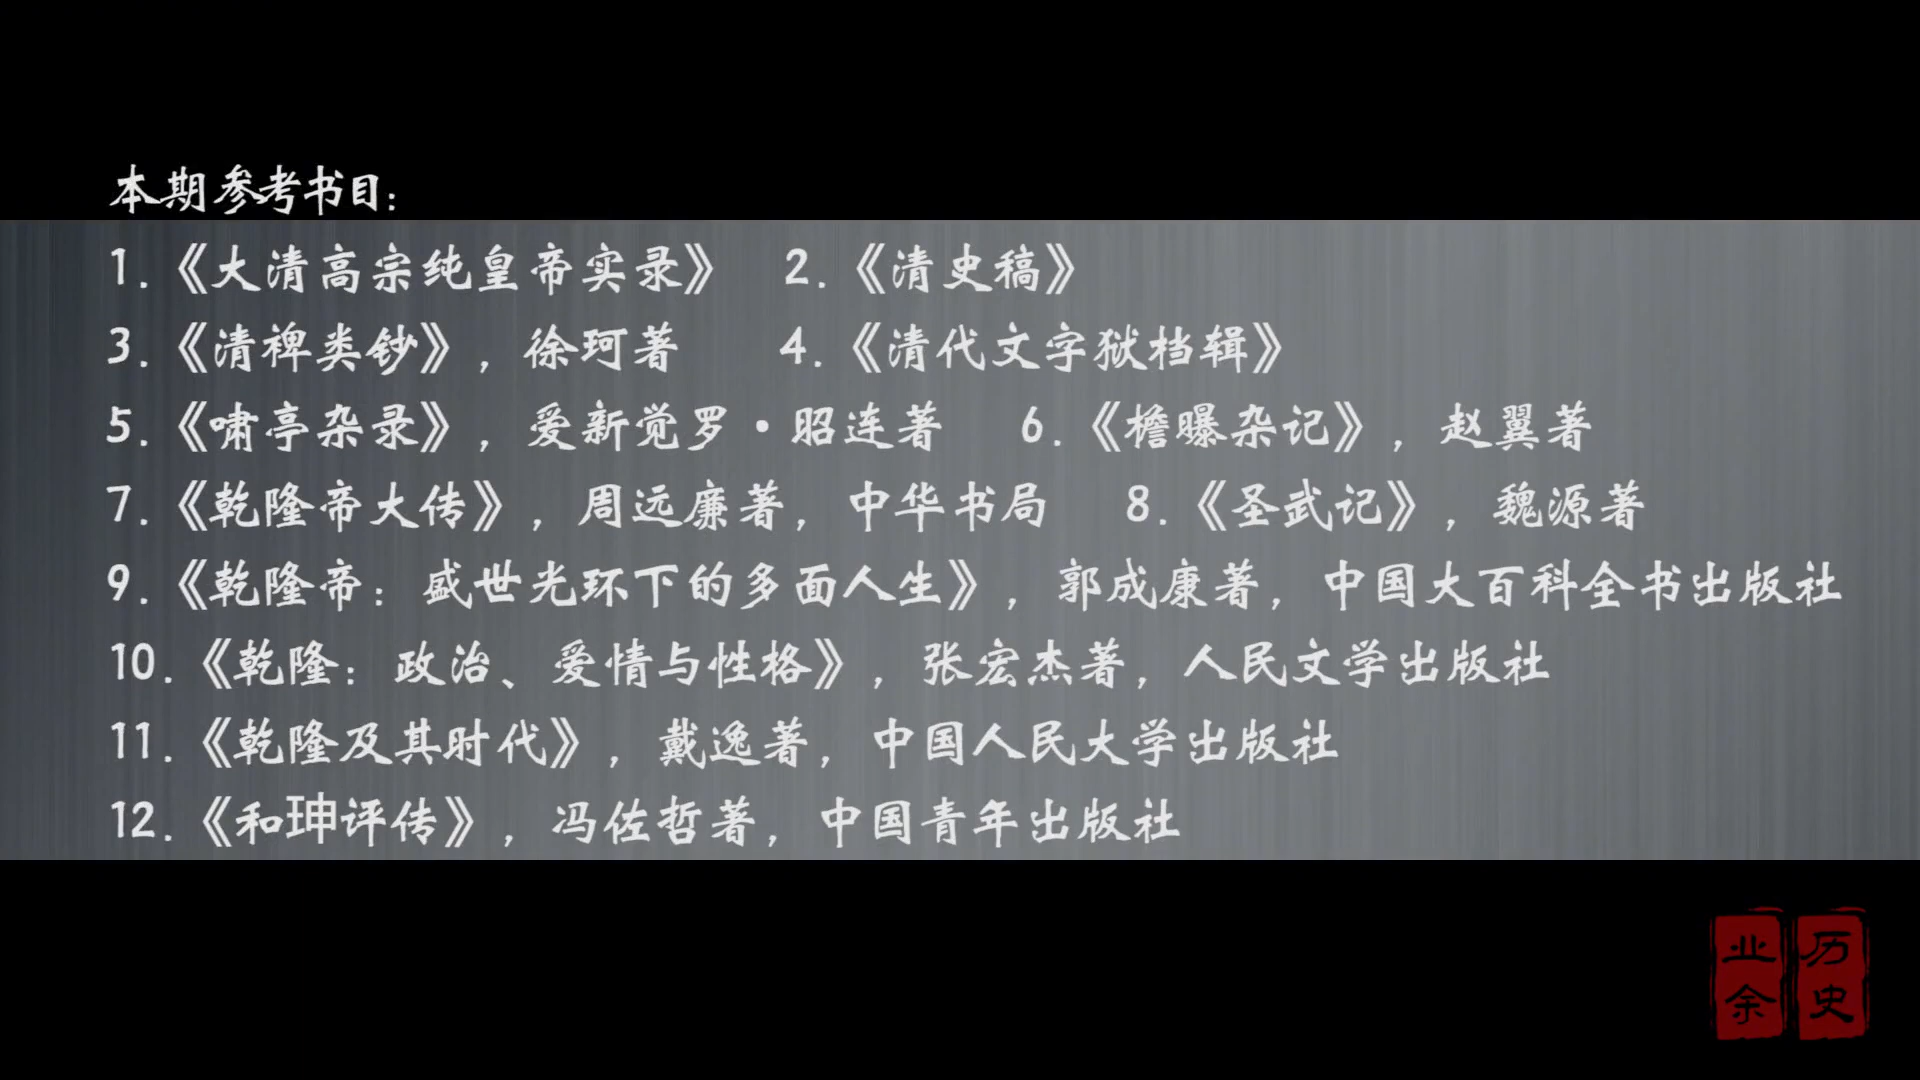 本期参考书目:
1.《大清高宗纯皇帝实录》 2.《清史稿》
3.《清裨类钞》，徐珂著 4.《清代文字狱档辑》
5.《啸亭杂录》，爱新觉罗·昭连著 6.《檐曝杂记》，赵翼著
7.《乾隆帝大传》，周远廉著，中华书局 8.《圣武记》，魏源著
9.《乾隆帝：盛世光环下的多面人生》，郭成康著，中国大百科全书出版社
10.《乾隆：政治、爱情与性格》，张宏杰著，人民文学出版社
11.《乾隆及其时代》，戴逸著，中国人民大学出版社
12.《和珅评传》，冯佐哲著，中国青年出版社
历史
业余